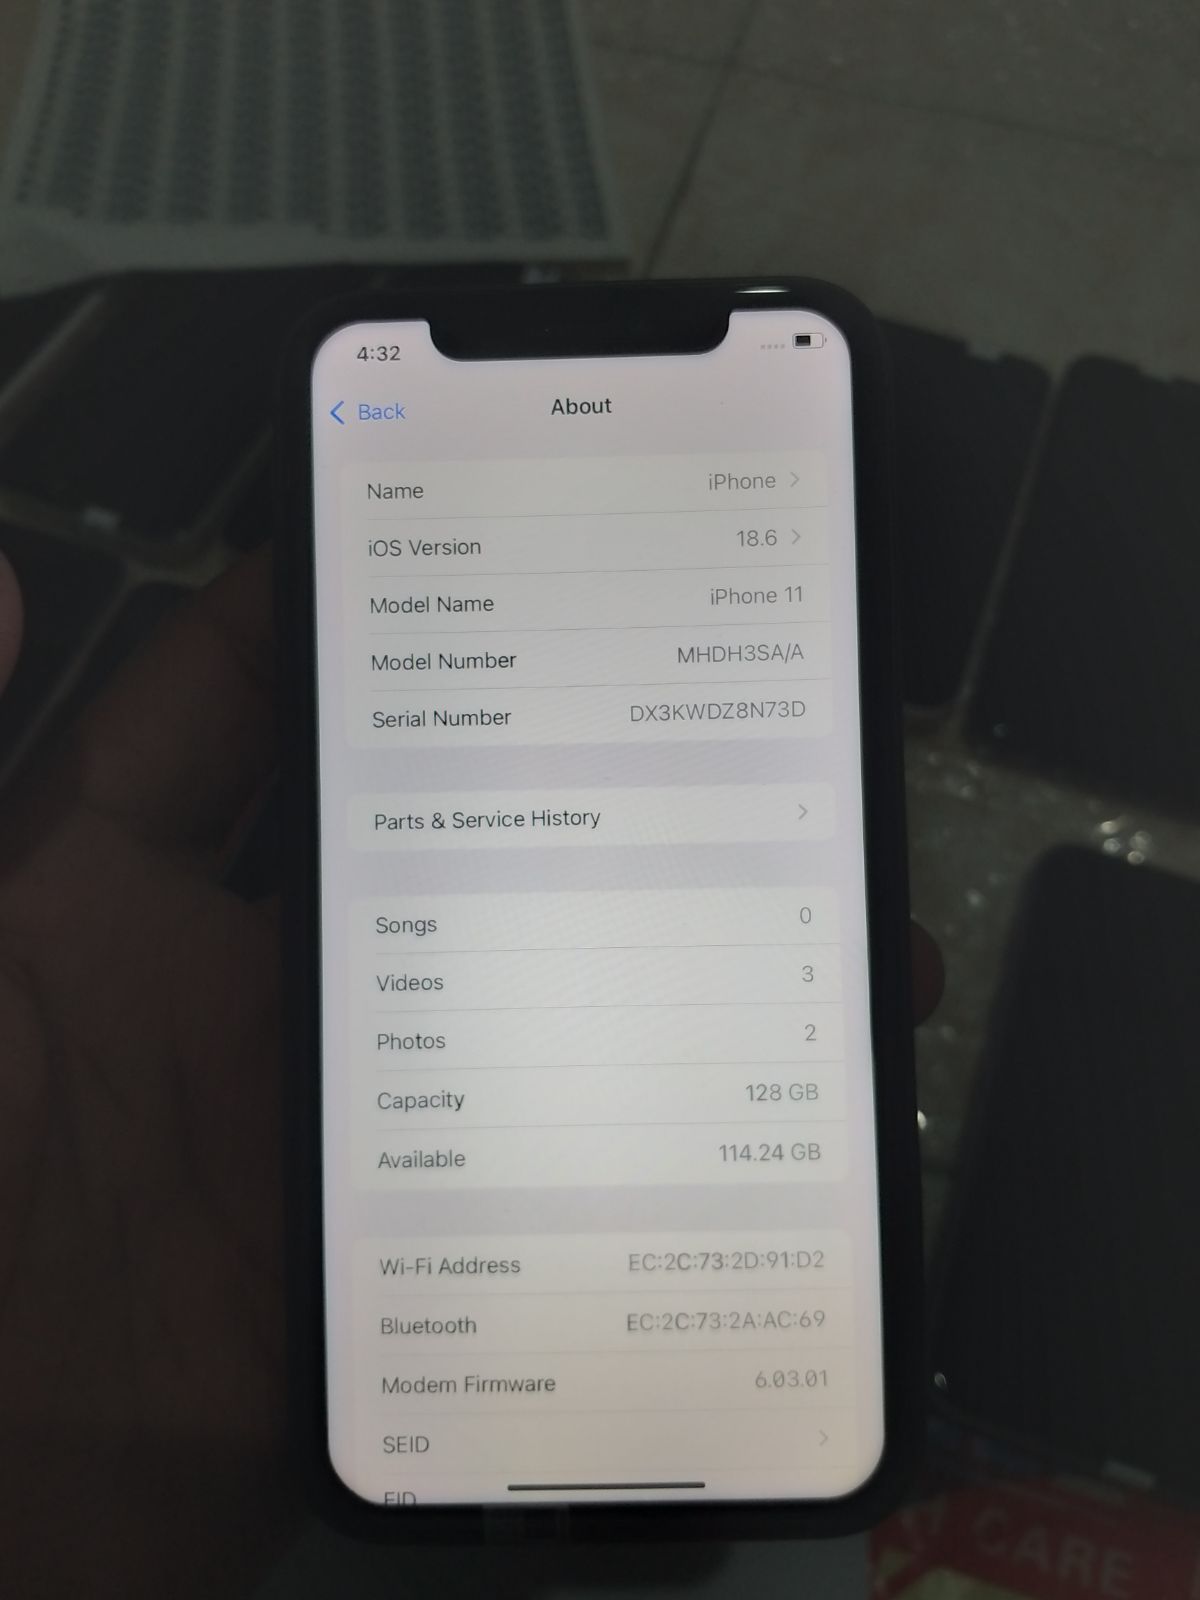 4:32
Back
About
Name iPhone
iOS Version 18.6
Model Name iPhone 11
Model Number MHDH3SA/A
Serial Number DX3KWDZ8N73D
Parts & Service History
Songs 0
Videos 3
Photos 2
Capacity 128 GB
Available 114.24 GB
Wi-Fi Address EC:2C:73:2D:91:D2
Bluetooth EC:2C:73:2A:AC:69
Modem Firmware 6.03.01
SEID
EID
CARE